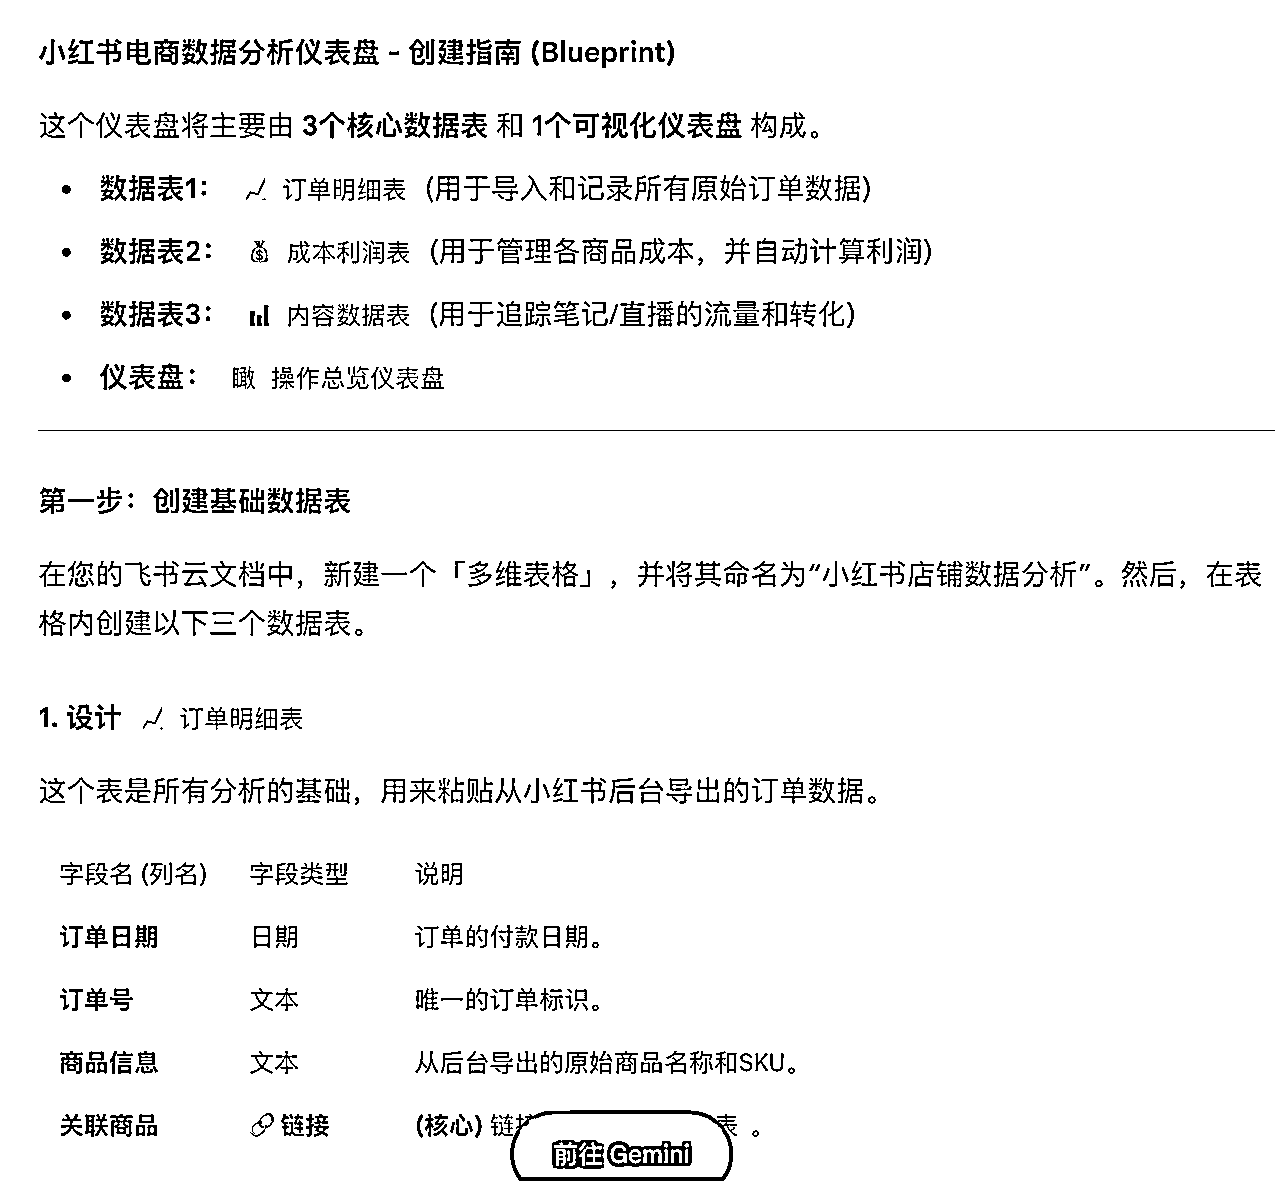 小红书电商数据分析仪表盘 - 创建指南 (Blueprint)
这个仪表盘将主要由 3个核心数据表 和 1个可视化仪表盘 构成。
• 数据表1： 订单明细表 (用于导入和记录所有原始订单数据)
• 数据表2： 成本利润表 (用于管理各商品成本，并自动计算利润)
• 数据表3： 内容数据表 (用于追踪笔记/直播的流量和转化)
• 仪表盘： 瞰 操作总览仪表盘
第一步：创建基础数据表
在您的飞书云文档中，新建一个「多维表格」，并将其命名为“小红书店铺数据分析”。然后，在表
格内创建以下三个数据表。
1. 设计 订单明细表
这个表是所有分析的基础，用来粘贴从小红书后台导出的订单数据。
字段名 (列名) 字段类型 说明
订单日期 日期 订单的付款日期。
订单号 文本 唯一的订单标识。
商品信息 文本 从后台导出的原始商品名称和SKU。
关联商品 🔗 链接 (核心) 链 表 。
前往 Gemini